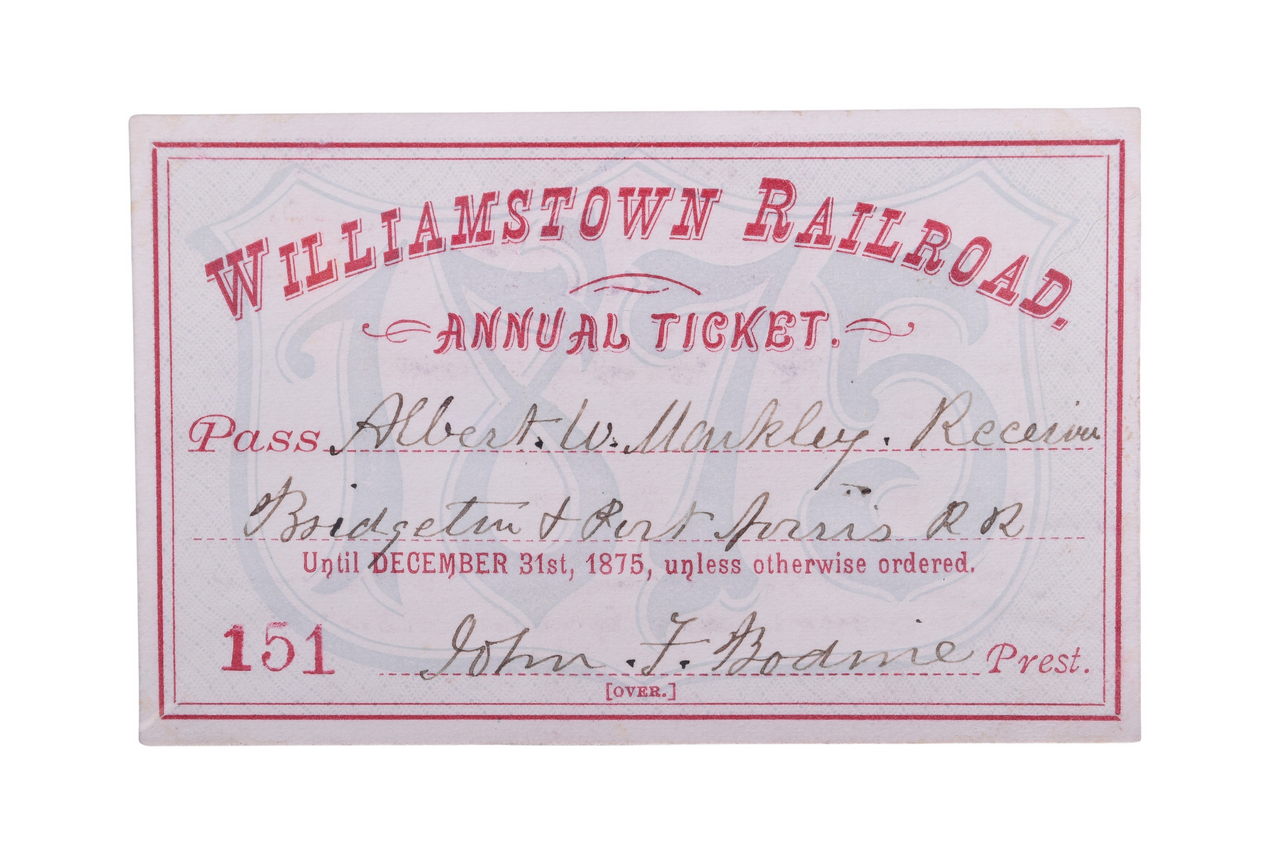 1875
WILLIAMSTOWN RAILROAD.
ANNUAL TICKET.
Pass Albert. W. Markley. Receiver
Bridgeton & Port Norris R R
Until DECEMBER 31st, 1875, unless otherwise ordered.
151 John. F. Bodine Prest.
[OVER.]